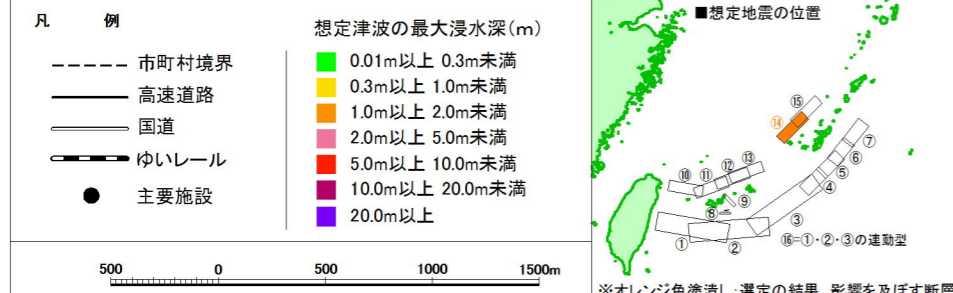 凡 例
市町村境界
高速道路
国道
ゆいレール
主要施設
500 0 500 1000 1500m
想定津波の最大浸水深(m)
0.01m以上 0.3m未満
0.3m以上 1.0m未満
1.0m以上 2.0m未満
2.0m以上 5.0m未満
5.0m以上 10.0m未満
10.0m以上 20.0m未満
20.0m以上
■想定地震の位置
⑮
⑭
⑦
⑥
⑤
④
⑬
⑫
⑪
⑩
⑨
⑧
③
①
②
⑯=①・②・③の連動型
※オレンジ色塗潰し:選定の結果、影響を及ぼす断層